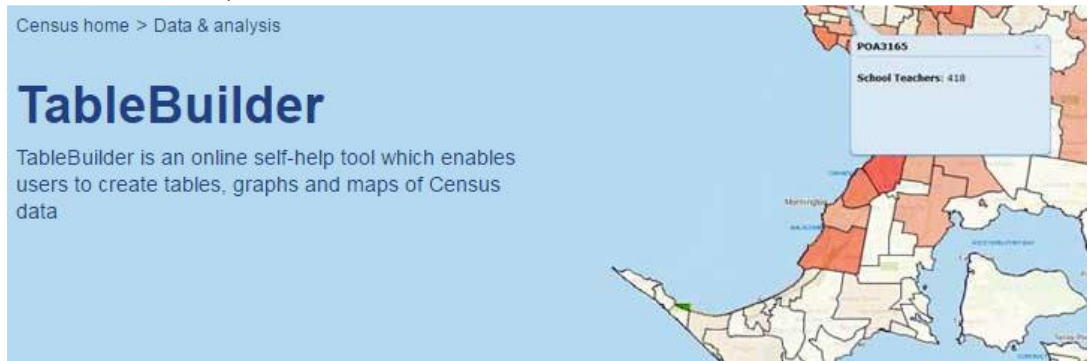 Census home > Data & analysis
TableBuilder
TableBuilder is an online self-help tool which enables
users to create tables, graphs and maps of Census
data
POA3165
School Teachers: 418
Mornington